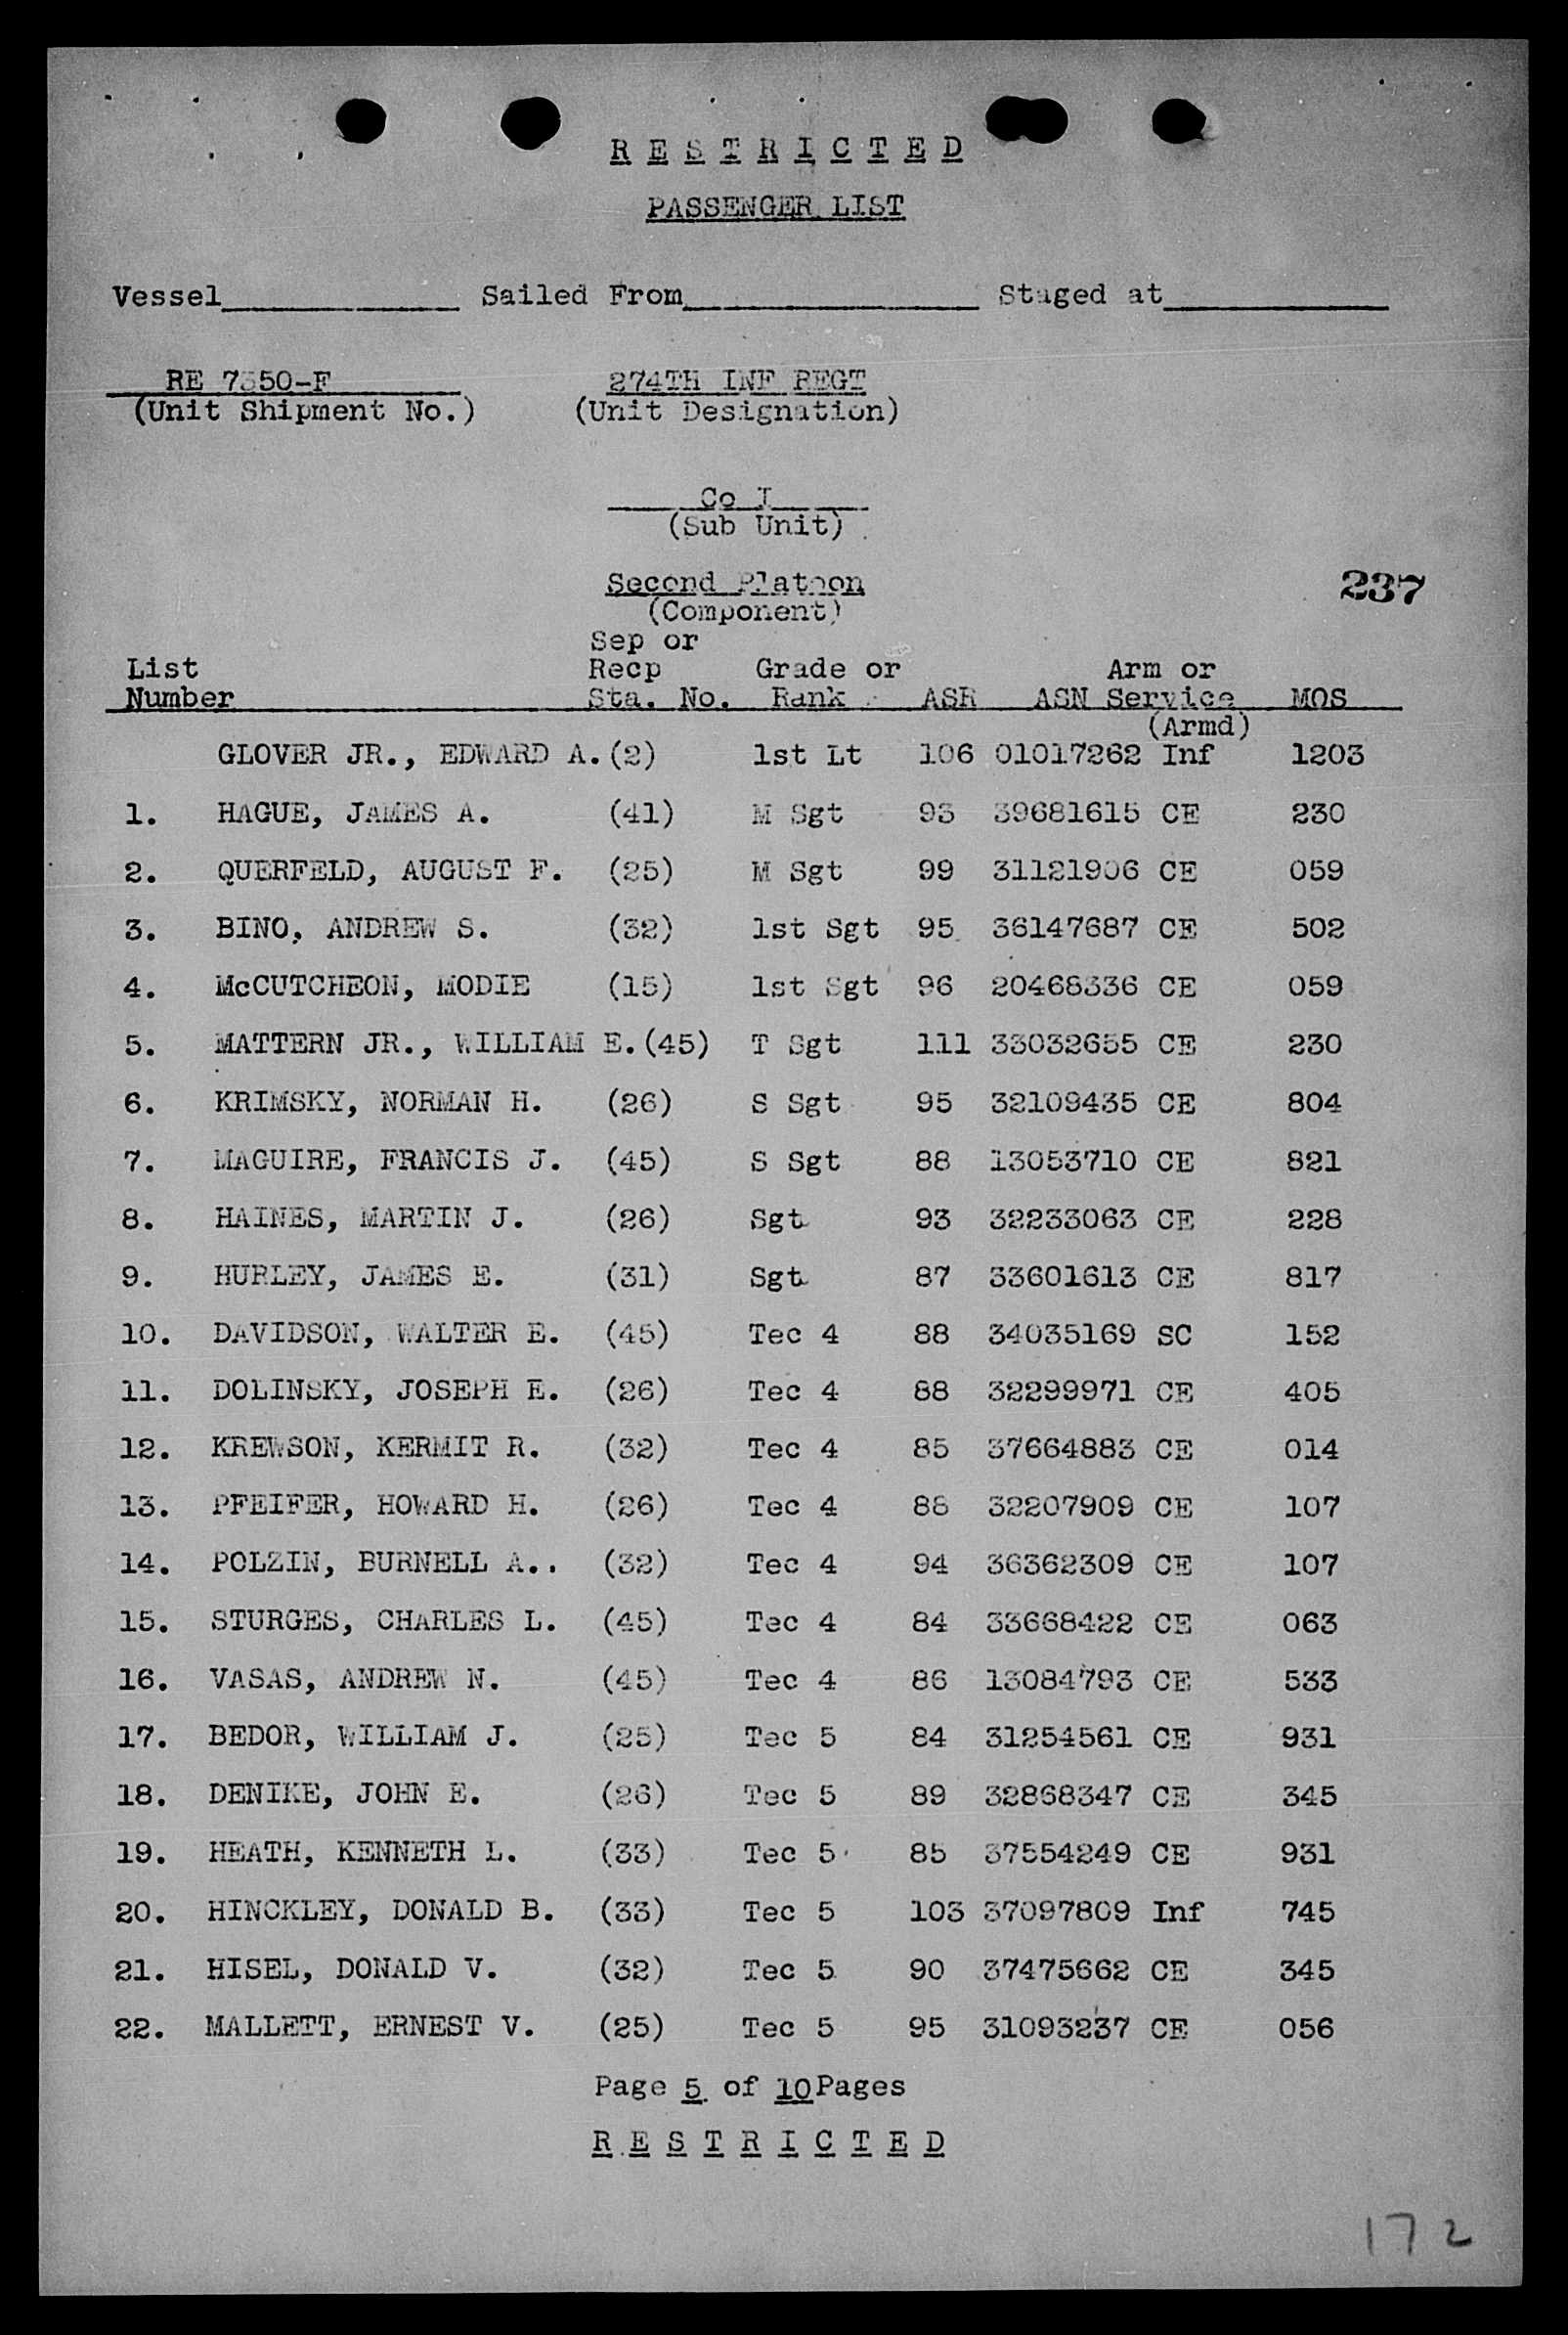 RESTRICTED
PASSENGER LIST
Vessel____________ Sailed From______________ Staged at___________
RE 7350-F 274TH INF REGT
(Unit Shipment No.) (Unit Designation)
Co I
(Sub Unit)
Second Platoon 237
(Component)
Sep or
List Recp Grade or Arm or
Number Sta. No. Rank ASR ASN Service MOS
(Armd)
GLOVER JR., EDWARD A. (2) 1st Lt 106 01017262 Inf 1203
1. HAGUE, JAMES A. (41) M Sgt 93 39681615 CE 230
2. QUERFELD, AUGUST F. (25) M Sgt 99 31121906 CE 059
3. BINO, ANDREW S. (32) 1st Sgt 95 36147687 CE 502
4. McCUTCHEON, MODIE (15) 1st Sgt 96 20468336 CE 059
5. MATTERN JR., WILLIAM E. (45) T Sgt 111 33032655 CE 230
6. KRIMSKY, NORMAN H. (26) S Sgt 95 32109435 CE 804
7. MAGUIRE, FRANCIS J. (45) S Sgt 88 13053710 CE 821
8. HAINES, MARTIN J. (26) Sgt 93 32233063 CE 228
9. HURLEY, JAMES E. (31) Sgt 87 33601613 CE 817
10. DAVIDSON, WALTER E. (45) Tec 4 88 34035169 SC 152
11. DOLINSKY, JOSEPH E. (26) Tec 4 88 32299971 CE 405
12. KREWSON, KERMIT R. (32) Tec 4 85 37664883 CE 014
13. PFEIFER, HOWARD H. (26) Tec 4 88 32207909 CE 107
14. POLZIN, BURNELL A.. (32) Tec 4 94 36362309 CE 107
15. STURGES, CHARLES L. (45) Tec 4 84 33668422 CE 063
16. VASAS, ANDREW N. (45) Tec 4 86 13084793 CE 533
17. BEDOR, WILLIAM J. (25) Tec 5 84 31254561 CE 931
18. DENIKE, JOHN E. (26) Tec 5 89 32868347 CE 345
19. HEATH, KENNETH L. (33) Tec 5 85 37554249 CE 931
20. HINCKLEY, DONALD B. (33) Tec 5 103 37097809 Inf 745
21. HISEL, DONALD V. (32) Tec 5 90 37475662 CE 345
22. MALLETT, ERNEST V. (25) Tec 5 95 31093237 CE 056
Page 5 of 10 Pages
RESTRICTED
172